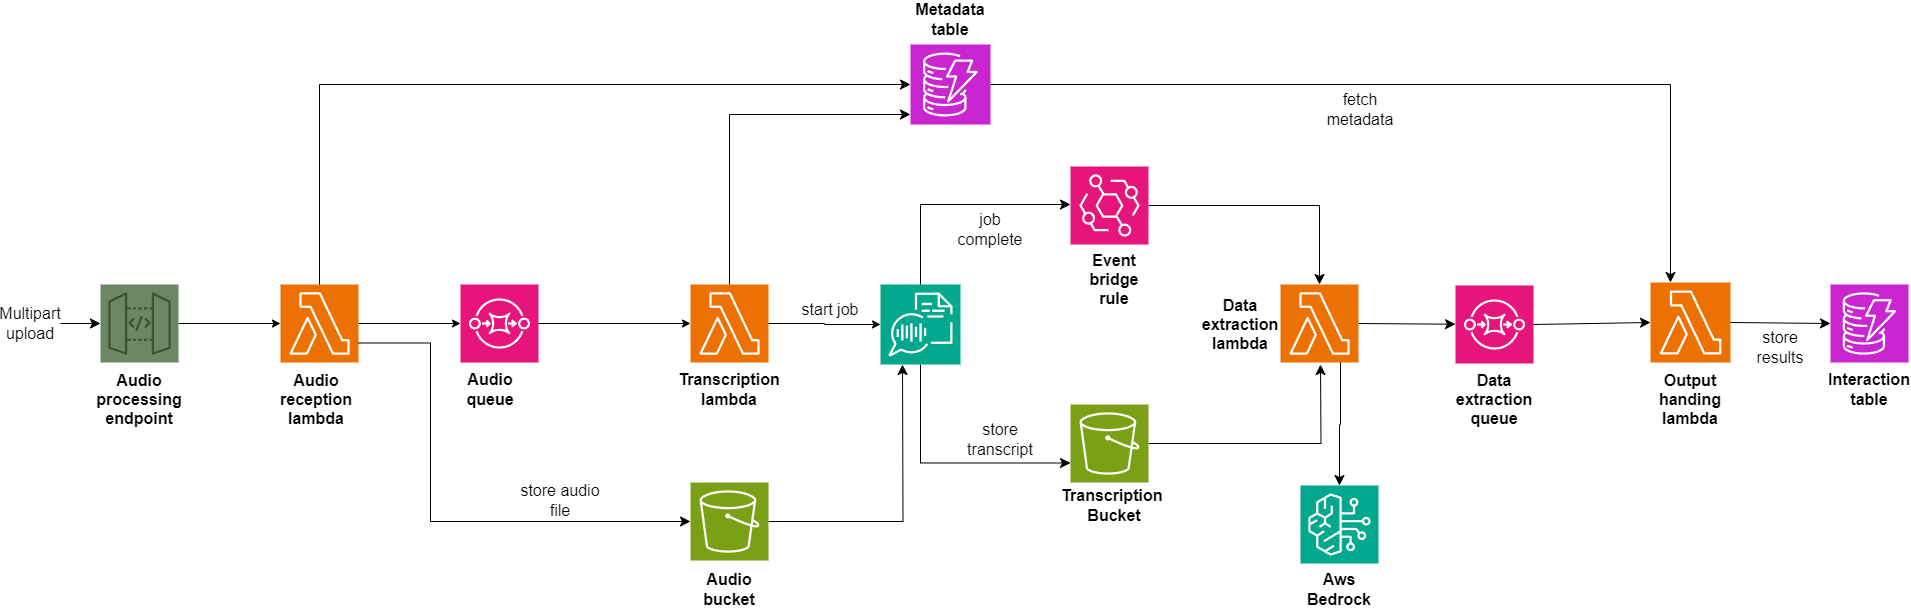 Metadata
table
fetch
metadata
job
complete
Event
bridge
rule
Multipart
upload
start job
Data
extraction
lambda
store
results
Audio
processing
endpoint
Audio
reception
lambda
Audio
queue
Transcription
lambda
Data
extraction
queue
Output
handing
lambda
Interaction
table
store
transcript
Transcription
Bucket
store audio
file
Audio
bucket
Aws
Bedrock